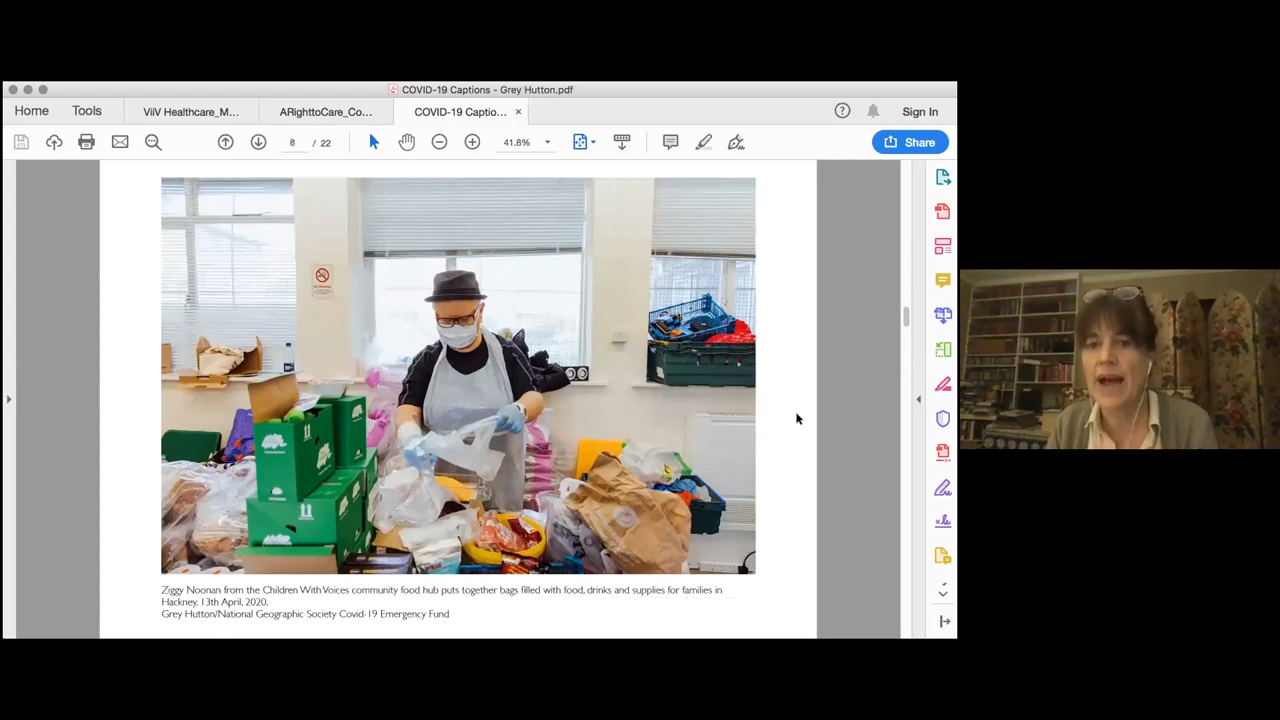 COVID-19 Captions - Grey Hutton.pdf
Home
Tools
ViiV Healthcare_M...
ARighttoCare_Co...
COVID-19 Captio...
Sign In
8 / 22
41.8%
Share
Ziggy Noonan from the Children With Voices community food hub puts together bags filled with food, drinks and supplies for families in
Hackney, 13th April, 2020.
Grey Hutton/National Geographic Society Covid-19 Emergency Fund